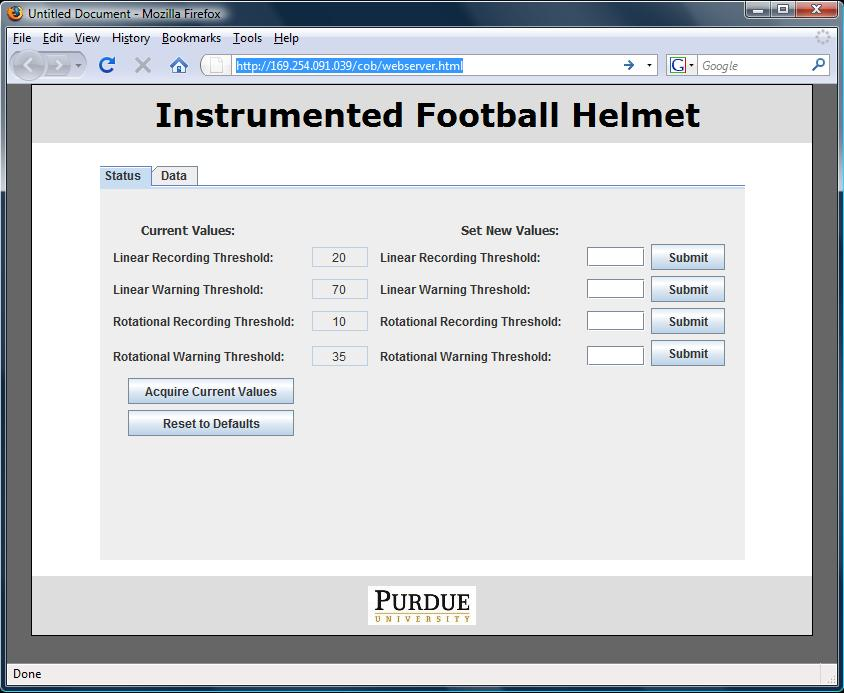 Untitled Document - Mozilla Firefox
File Edit View History Bookmarks Tools Help
http://169.254.091.039/cob/webserver.html G Google
Instrumented Football Helmet
Status Data
Current Values: Set New Values:
Linear Recording Threshold: 20 Linear Recording Threshold: Submit
Linear Warning Threshold: 70 Linear Warning Threshold: Submit
Rotational Recording Threshold: 10 Rotational Recording Threshold: Submit
Rotational Warning Threshold: 35 Rotational Warning Threshold: Submit
Acquire Current Values
Reset to Defaults
PURDUE
UNIVERSITY
Done